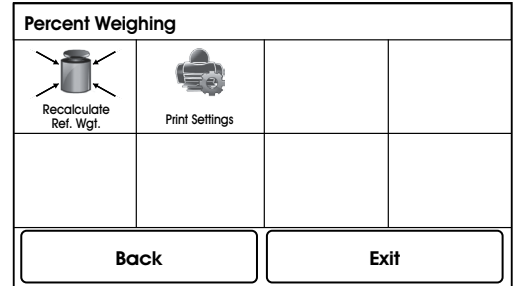 Percent Weighing
Recalculate
Ref. Wgt.
Print Settings
Back
Exit